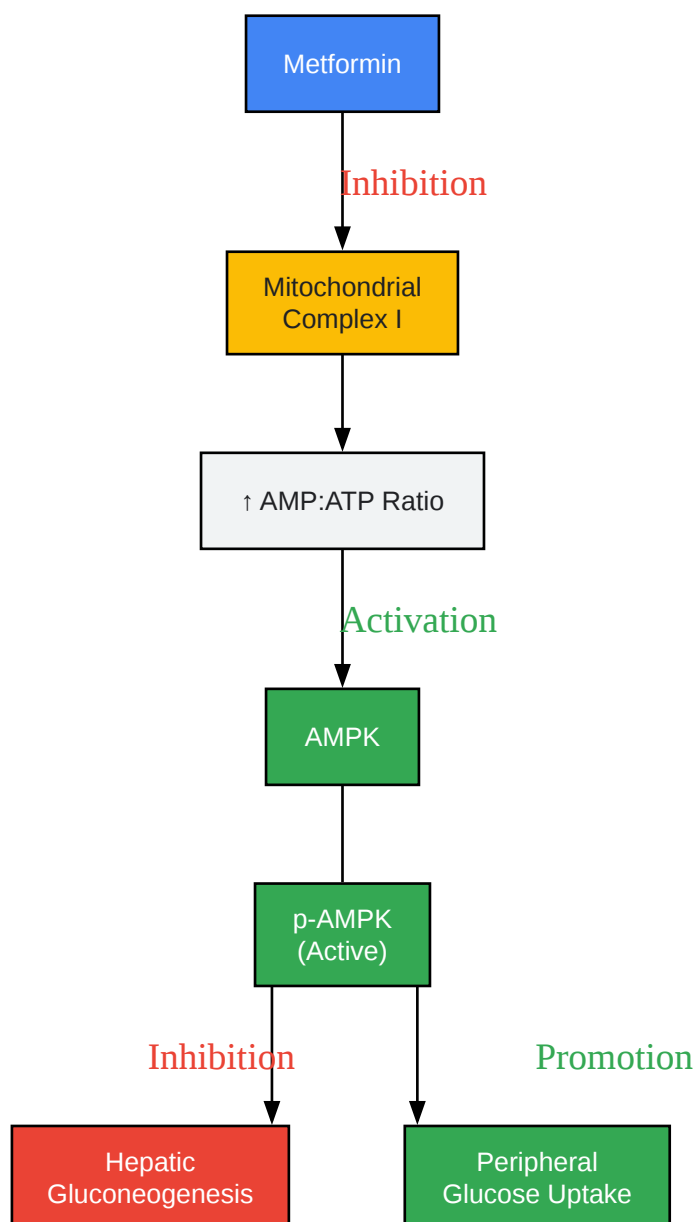 Metformin
Inhibition
Mitochondrial
Complex I
↑ AMP:ATP Ratio
Activation
AMPK
p-AMPK
(Active)
Inhibition
Promotion
Hepatic
Gluconeogenesis
Peripheral
Glucose Uptake